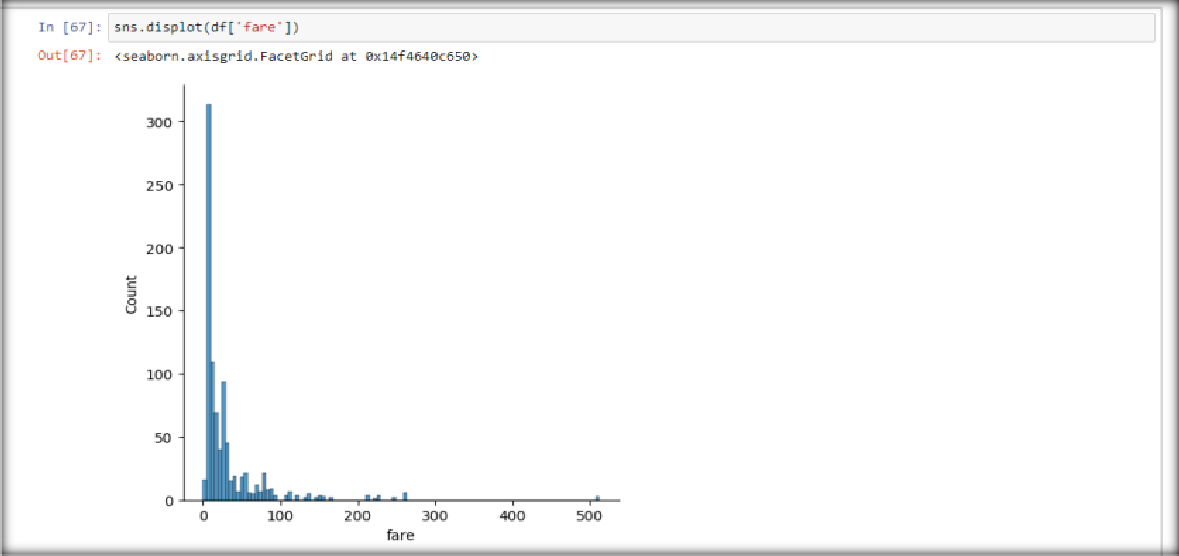 In [67]: sns.displot(df['fare'])
Out[67]: <seaborn.axisgrid.FacetGrid at 0x14f4640c650>
300
250
200
150
100
50
0
Count
0 100 200 300 400 500
fare